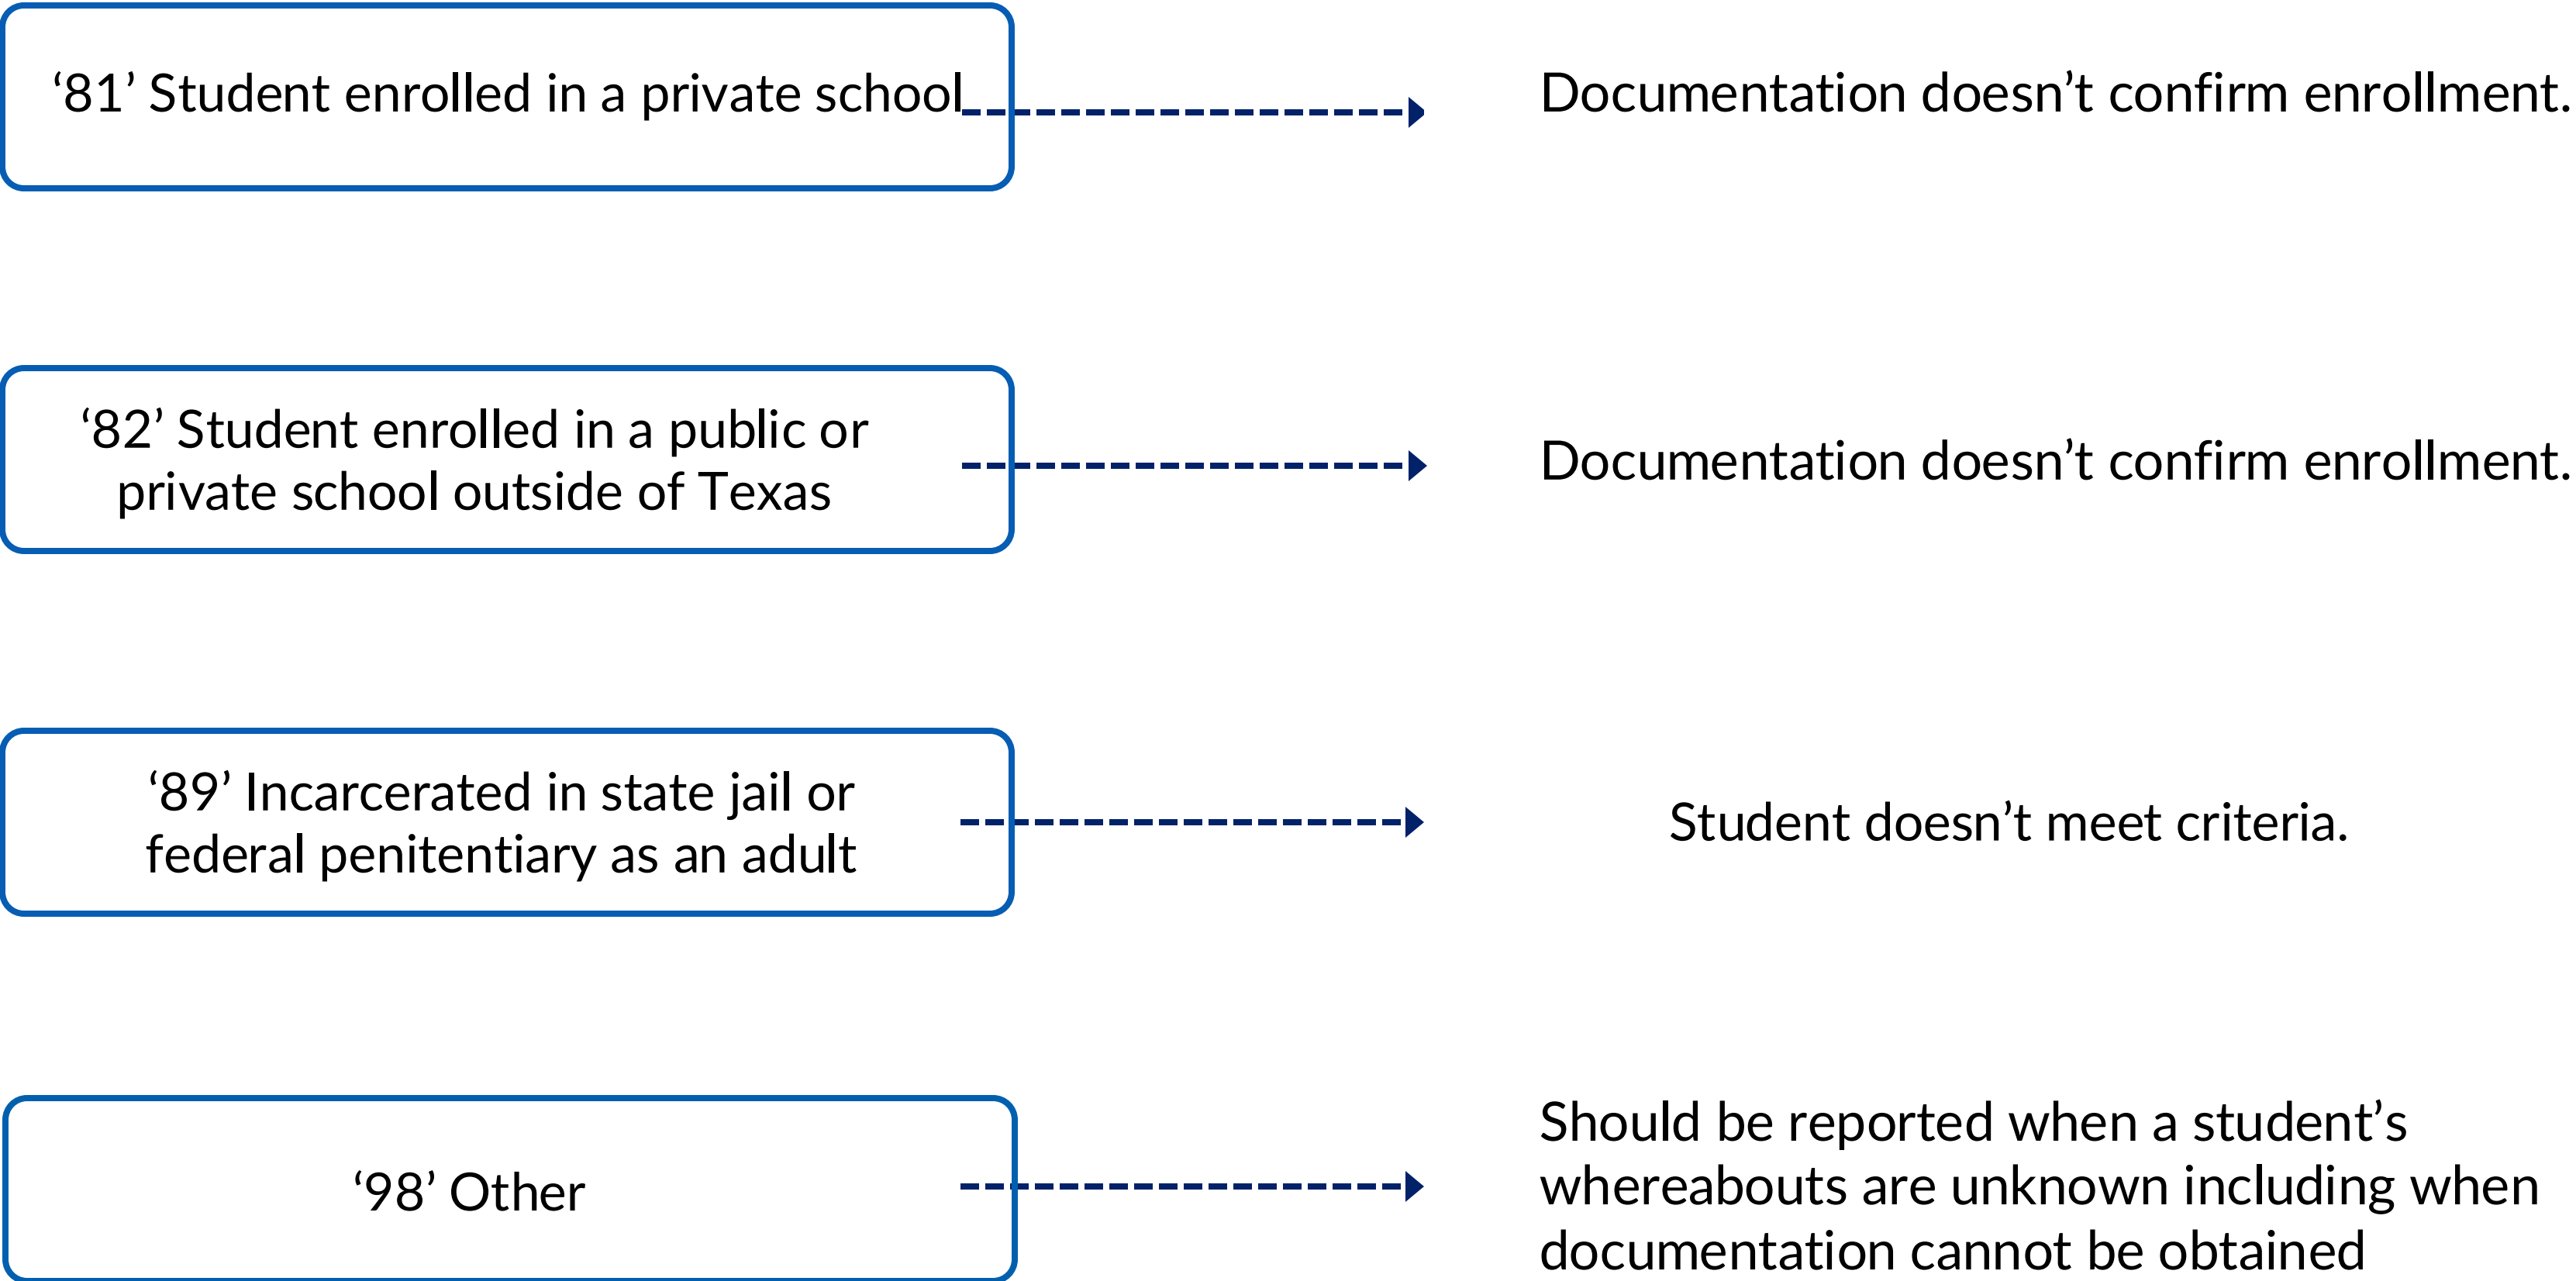 ‘81’ Student enrolled in a private school
Documentation doesn’t confirm enrollment.
‘82’ Student enrolled in a public or
private school outside of Texas
Documentation doesn’t confirm enrollment.
‘89’ Incarcerated in state jail or
federal penitentiary as an adult
Student doesn’t meet criteria.
‘98’ Other
Should be reported when a student’s
whereabouts are unknown including when
documentation cannot be obtained